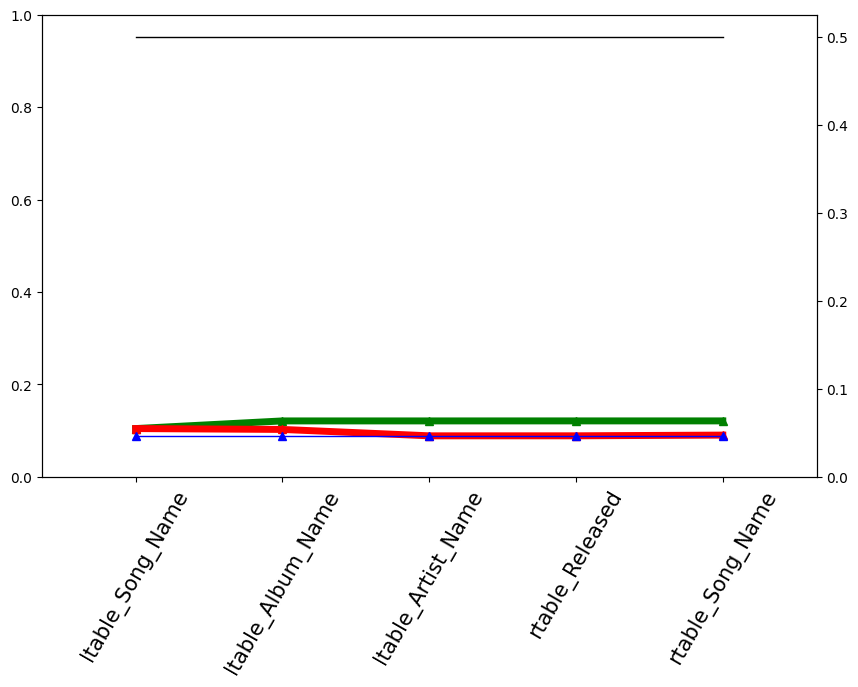 1.0
0.8
0.6
0.4
0.2
0.0
0.5
0.4
0.3
0.2
0.1
0.0
ltable_Song_Name
ltable_Album_Name
ltable_Artist_Name
rtable_Released
rtable_Song_Name